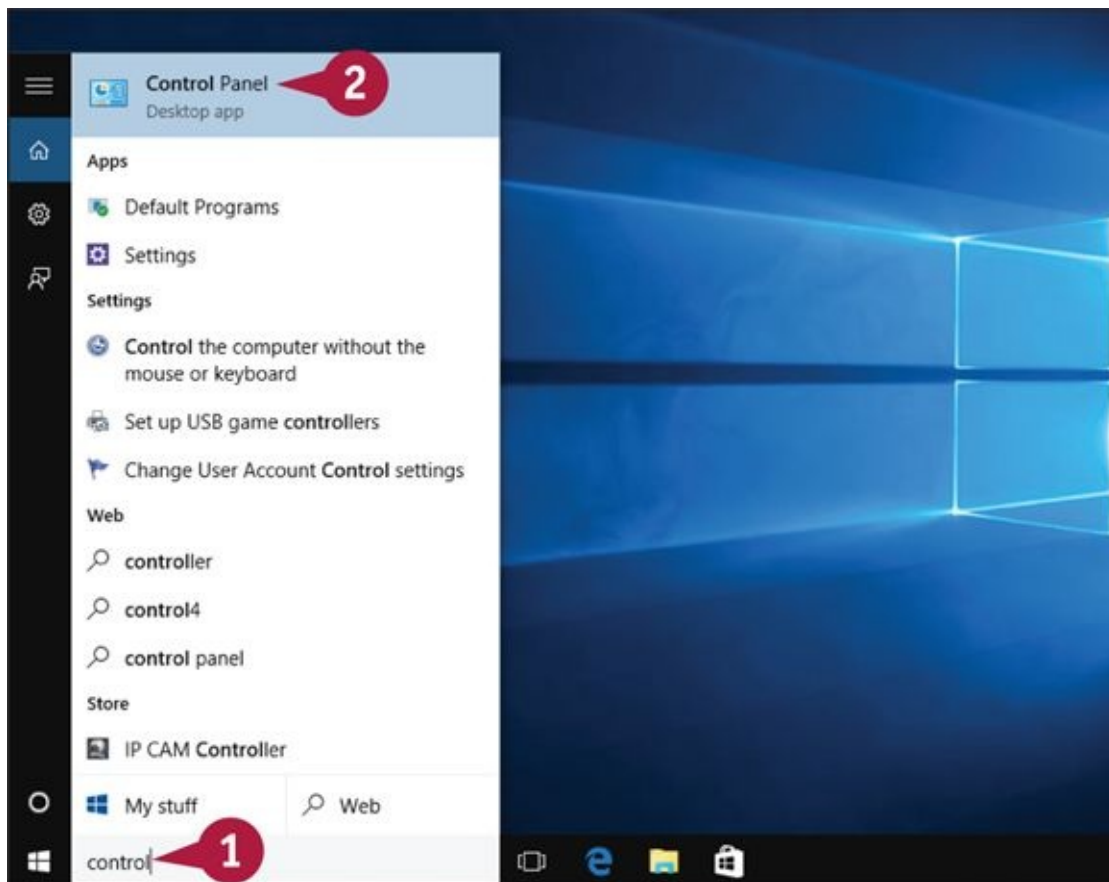 Control Panel
2
Desktop app
Apps
Default Programs
Settings
Settings
Control the computer without the
mouse or keyboard
Set up USB game controllers
Change User Account Control settings
Web
controller
control4
control panel
Store
IP CAM Controller
My stuff
Web
control
1